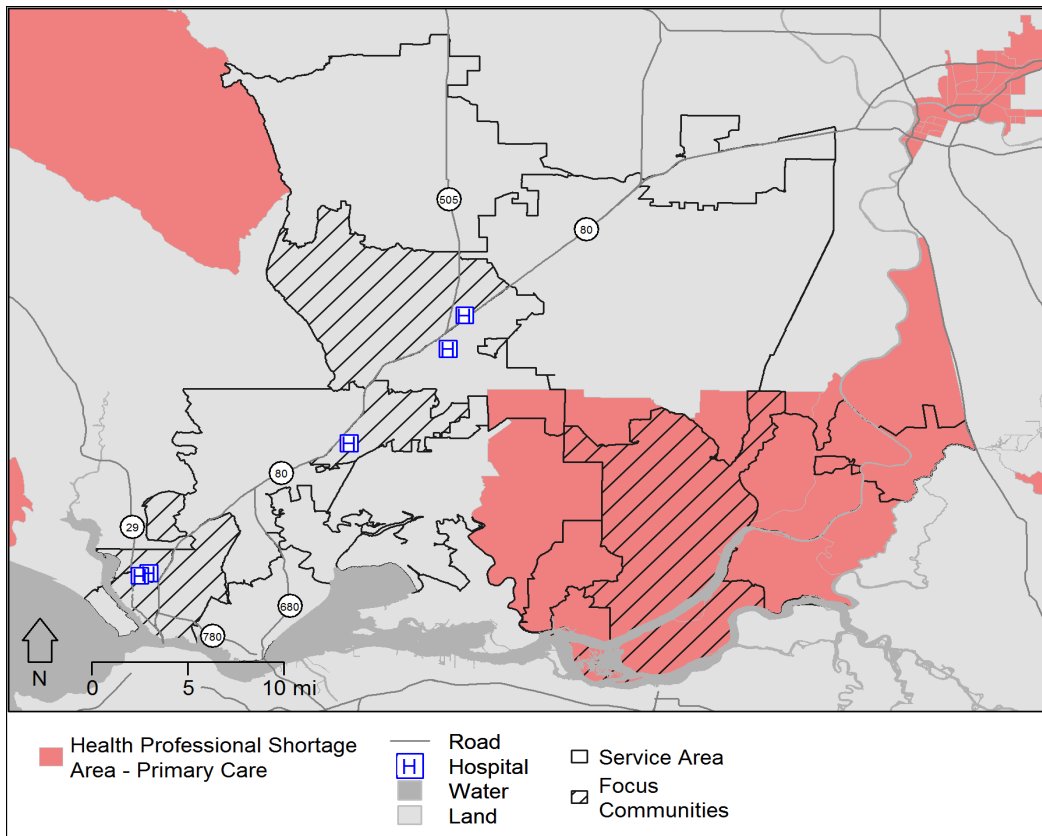 505
80
H
H
H
80
29
H H
680
780
N
0 5 10 mi
Health Professional Shortage
Area - Primary Care
Road
H Hospital
Water
Land
Service Area
Focus
Communities